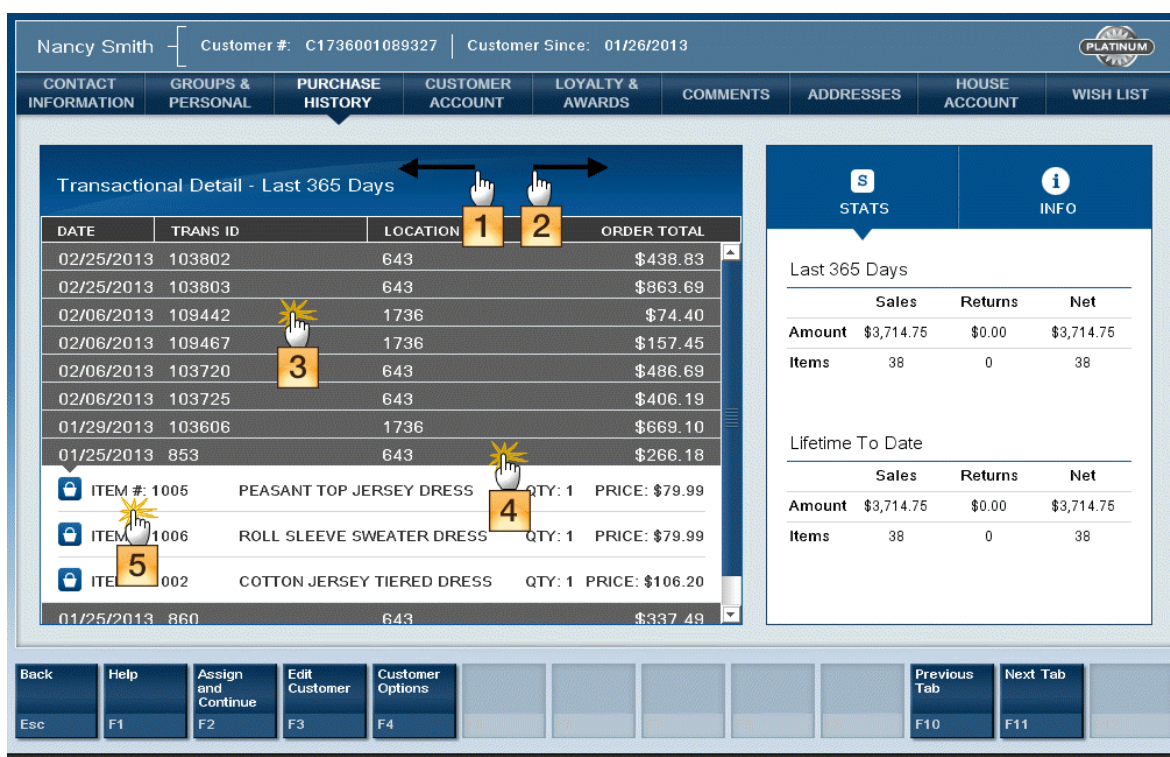 Nancy Smith
Customer #: C1736001089327
Customer Since: 01/26/2013
PLATINUM
CONTACT INFORMATION
GROUPS & PERSONAL
PURCHASE HISTORY
CUSTOMER ACCOUNT
LOYALTY & AWARDS
COMMENTS
ADDRESSES
HOUSE ACCOUNT
WISH LIST
Transactional Detail - Last 365 Days
1
2
DATE TRANS ID LOCATION ORDER TOTAL
02/25/2013 103802 643 $438.83
02/25/2013 103803 643 $863.69
02/06/2013 109442 1736 $74.40
02/06/2013 109467 1736 $157.45
3
02/06/2013 103720 643 $486.69
02/06/2013 103725 643 $406.19
01/29/2013 103606 1736 $669.10
01/25/2013 853 643 $266.18
ITEM #: 1005 PEASANT TOP JERSEY DRESS QTY: 1 PRICE: $79.99
4
ITEM 1006 ROLL SLEEVE SWEATER DRESS QTY: 1 PRICE: $79.99
5
002 COTTON JERSEY TIERED DRESS QTY: 1 PRICE: $106.20
01/25/2013 860 643 $337.49
S
STATS
i
INFO
Last 365 Days
Sales Returns Net
Amount $3,714.75 $0.00 $3,714.75
Items 38 0 38
Lifetime To Date
Sales Returns Net
Amount $3,714.75 $0.00 $3,714.75
Items 38 0 38
Back
Esc
Help
F1
Assign
and
Continue
F2
Edit
Customer
F3
Customer
Options
F4
Previous
Tab
F10
Next Tab
F11